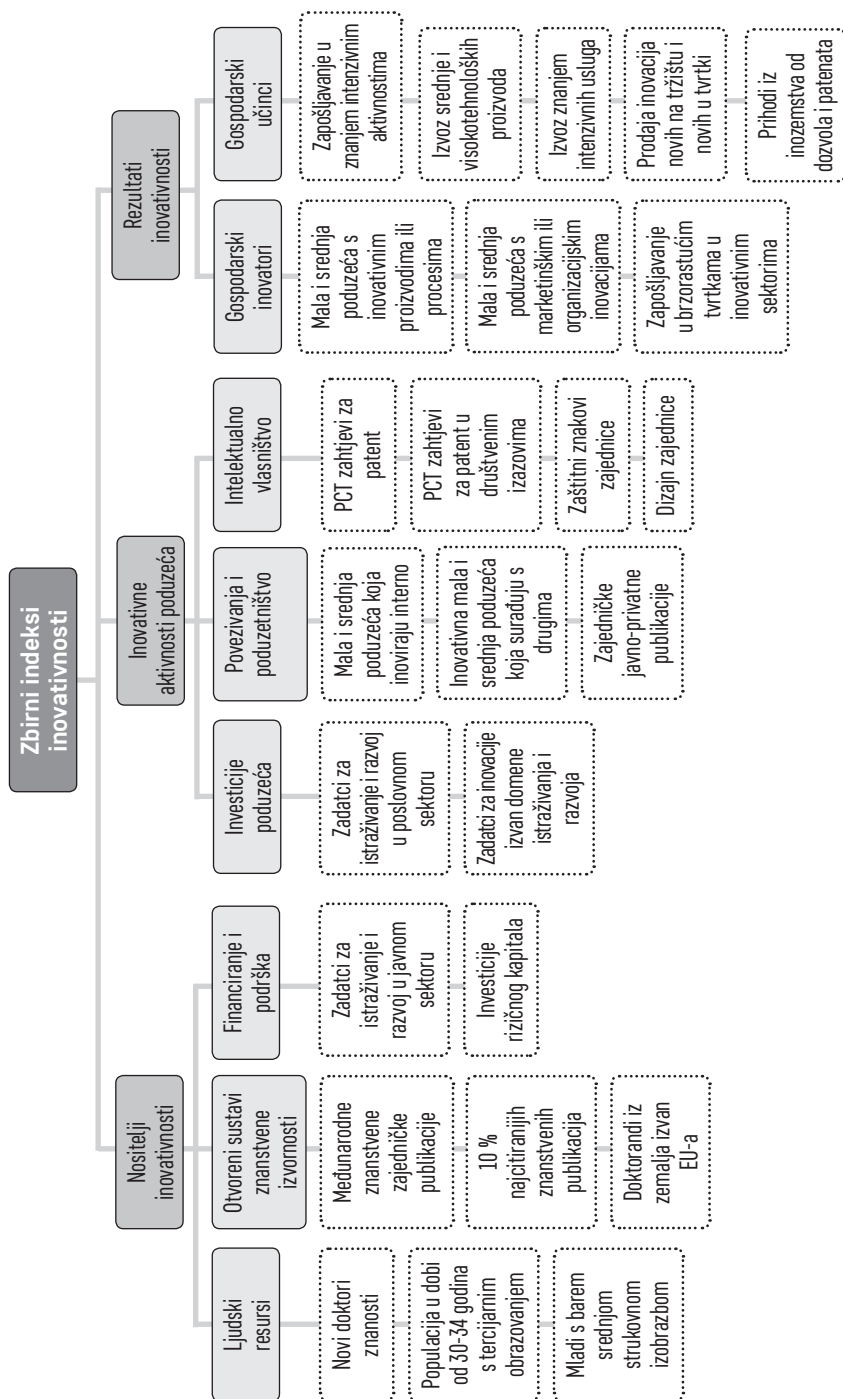 Zbirni indeksi
inovativnosti
Nositelji
inovativnosti
Ljudski
resursi
Novi doktori
znanosti
Populacija u dobi
od 30-34 godina
s tercijarnim
obrazovanjem
Mladi s barem
srednjom
strukovnom
izobrazbom
Otvoreni sustavi
znanstvene
izvornosti
Međunarodne
znanstvene
zajedničke
publikacije
10 %
najcitiranijih
znanstvenih
publikacija
Doktorandi iz
zemalja izvan
EU-a
Financiranje i
podrška
Zadatci za
istraživanje i
razvoj u javnom
sektoru
Investicije
rizičnog kapitala
Inovativne
aktivnosti poduzeća
Investicije
poduzeća
Zadatci za
istraživanje i razvoj
u poslovnom
sektoru
Zadatci za inovacije
izvan domene
istraživanja i
razvoja
Povezivanja i
poduzetništvo
Mala i srednja
poduzeća koja
inoviraju interno
Inovativna mala i
srednja poduzeća
koja surađuju s
drugima
Zajedničke
javno-privatne
publikacije
Intelektualno
vlasništvo
PCT zahtjevi za
patent
PCT zahtjevi
za patent u
društvenim
izazovima
Zaštitni znakovi
zajednice
Dizajn zajednice
Rezultati
inovativnosti
Gospodarski
inovatori
Mala i srednja
poduzeća s
inovativnim
proizvodima ili
procesima
Mala i srednja
poduzeća s
marketinškim ili
organizacijskim
inovacijama
Zapošljavanje
u brzorastućim
tvrtkama u
inovativnim
sektorima
Gospodarski
učinci
Zapošljavanje u
znanjem intenzivnim
aktivnostima
Izvoz srednje i
visokotehnoloških
proizvoda
Izvoz znanjem
intenzivnih usluga
Prodaja inovacija
novih na tržištu i
novih u tvrtki
Prihodi iz
inozemstva od
dozvola i patenata